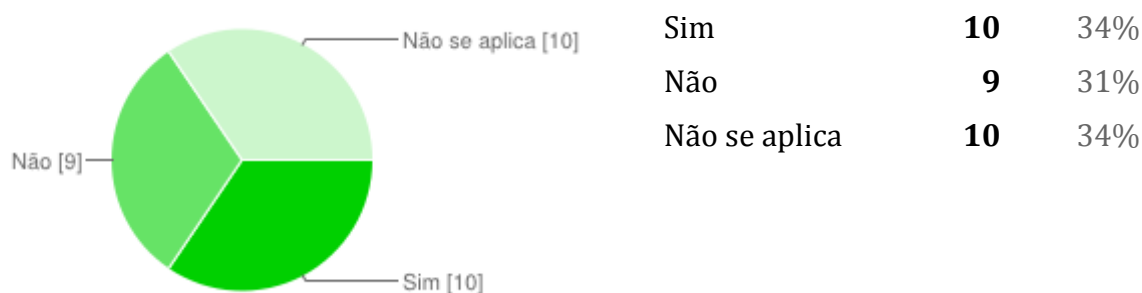 Não se aplica [10]
Não [9]
Sim [10]
Sim 10 34%
Não 9 31%
Não se aplica 10 34%